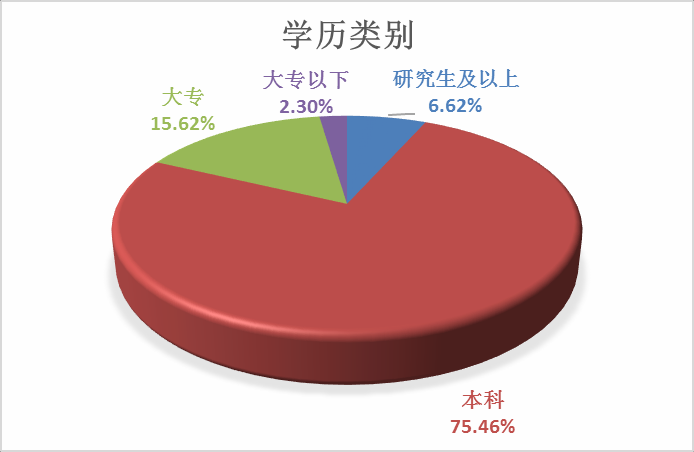 学历类别
大专以下
2.30%
研究生及以上
6.62%
大专
15.62%
本科
75.46%